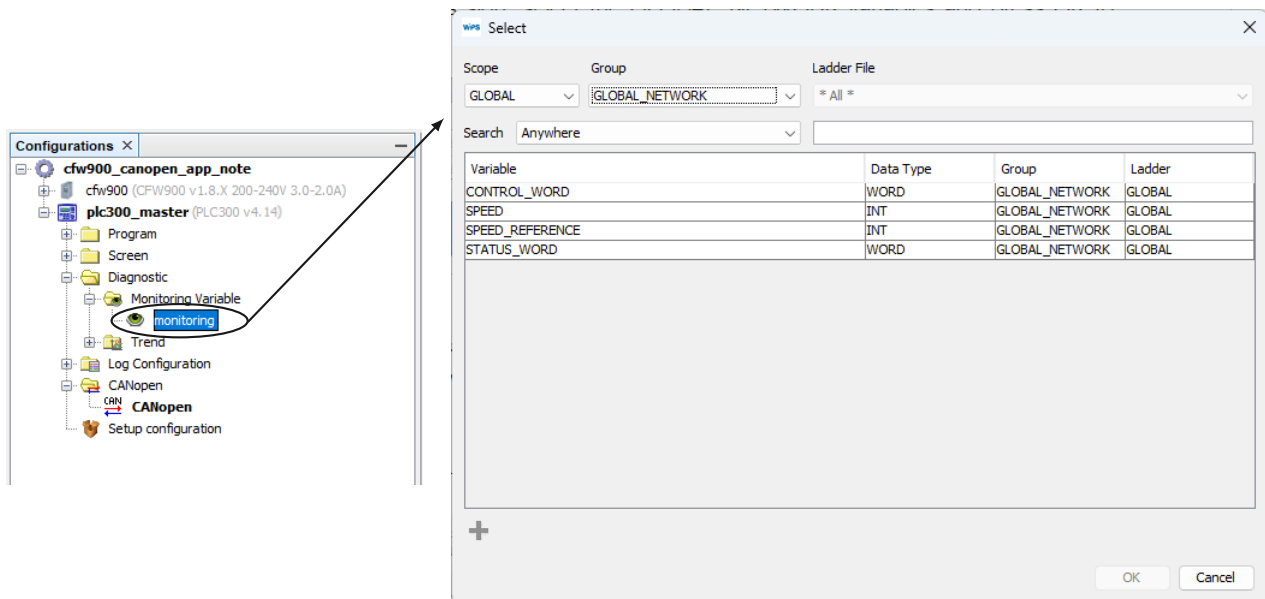 WPS Select
Scope Group Ladder File
GLOBAL GLOBAL_NETWORK * All *
Search Anywhere
Variable Data Type Group Ladder
CONTROL_WORD WORD GLOBAL_NETWORK GLOBAL
SPEED INT GLOBAL_NETWORK GLOBAL
SPEED_REFERENCE INT GLOBAL_NETWORK GLOBAL
STATUS_WORD WORD GLOBAL_NETWORK GLOBAL
OK Cancel
Configurations
cfw900_canopen_app_note
cfw900 (CFW900 v1.8.X 200-240V 3.0-2.0A)
plc300_master (PLC300 v4.14)
Program
Screen
Diagnostic
Monitoring Variable
monitoring
Trend
Log Configuration
CANopen
CAN CANopen
Setup configuration